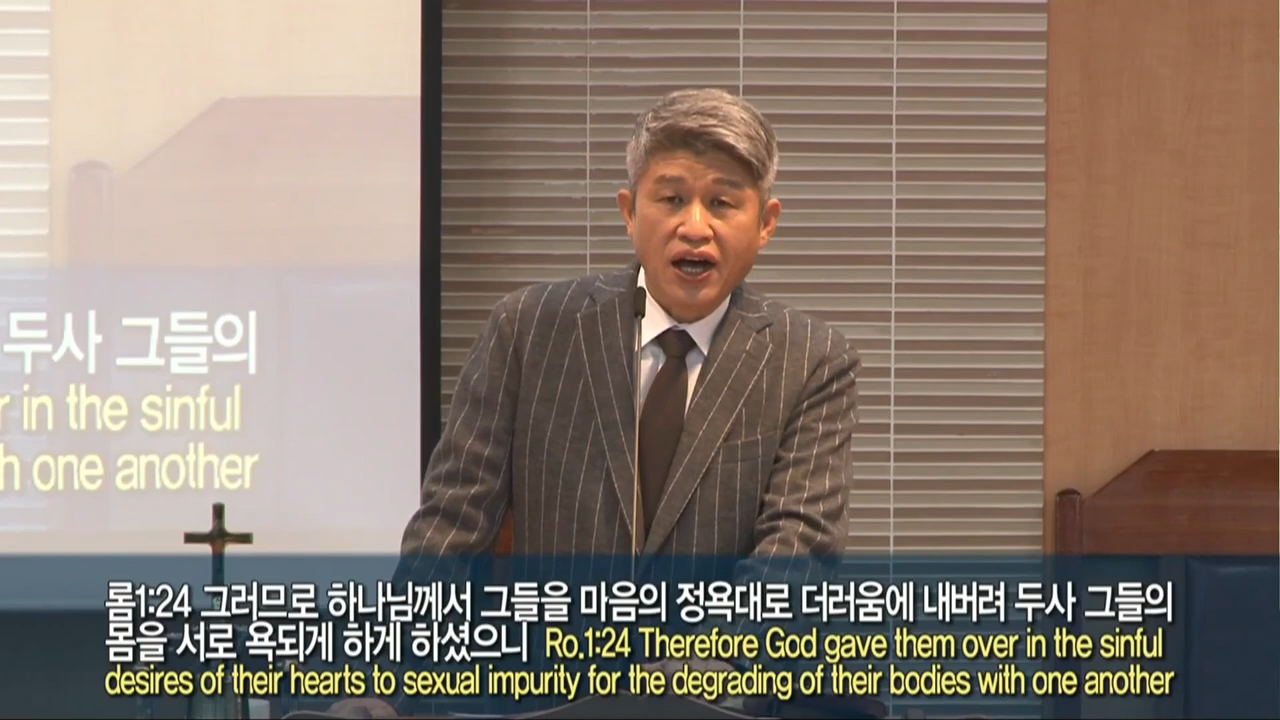 두사 그들의
r in the sinful
h one another
롬1:24 그러므로 하나님께서 그들을 마음의 정욕대로 더러움에 내버려 두사 그들의
몸을 서로 욕되게 하게 하셨으니 Ro.1:24 Therefore God gave them over in the sinful
desires of their hearts to sexual impurity for the degrading of their bodies with one another